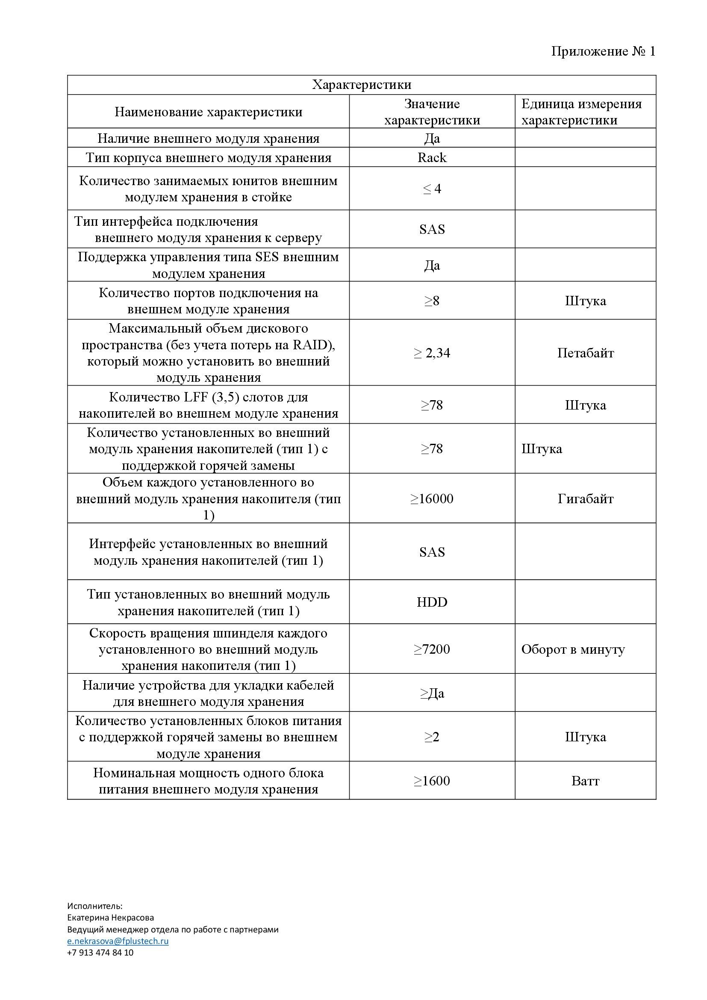 Приложение № 1
Характеристики
Наименование характеристики
Значение
характеристики
Единица измерения
характеристики
Наличие внешнего модуля хранения
Да
Тип корпуса внешнего модуля хранения
Rack
Количество занимаемых юнитов внешним
модулем хранения в стойке
≤ 4
Тип интерфейса подключения
внешнего модуля хранения к серверу
SAS
Поддержка управления типа SES внешним
модулем хранения
Да
Количество портов подключения на
внешнем модуле хранения
≥8
Штука
Максимальный объем дискового
пространства (без учета потерь на RAID),
который можно установить во внешний
модуль хранения
≥ 2,34
Петабайт
Количество LFF (3,5) слотов для
накопителей во внешнем модуле хранения
≥78
Штука
Количество установленных во внешний
модуль хранения накопителей (тип 1) с
поддержкой горячей замены
≥78
Штука
Объем каждого установленного во
внешний модуль хранения накопителя (тип
1)
≥16000
Гигабайт
Интерфейс установленных во внешний
модуль хранения накопителей (тип 1)
SAS
Тип установленных во внешний модуль
хранения накопителей (тип 1)
HDD
Скорость вращения шпинделя каждого
установленного во внешний модуль
хранения накопителя (тип 1)
≥7200
Оборот в минуту
Наличие устройства для укладки кабелей
для внешнего модуля хранения
≥Да
Количество установленных блоков питания
с поддержкой горячей замены во внешнем
модуле хранения
≥2
Штука
Номинальная мощность одного блока
питания внешнего модуля хранения
≥1600
Ватт
Исполнитель:
Екатерина Некрасова
Ведущий менеджер отдела по работе с партнерами
e.nekrasova@fplustech.ru
+7 913 474 84 10